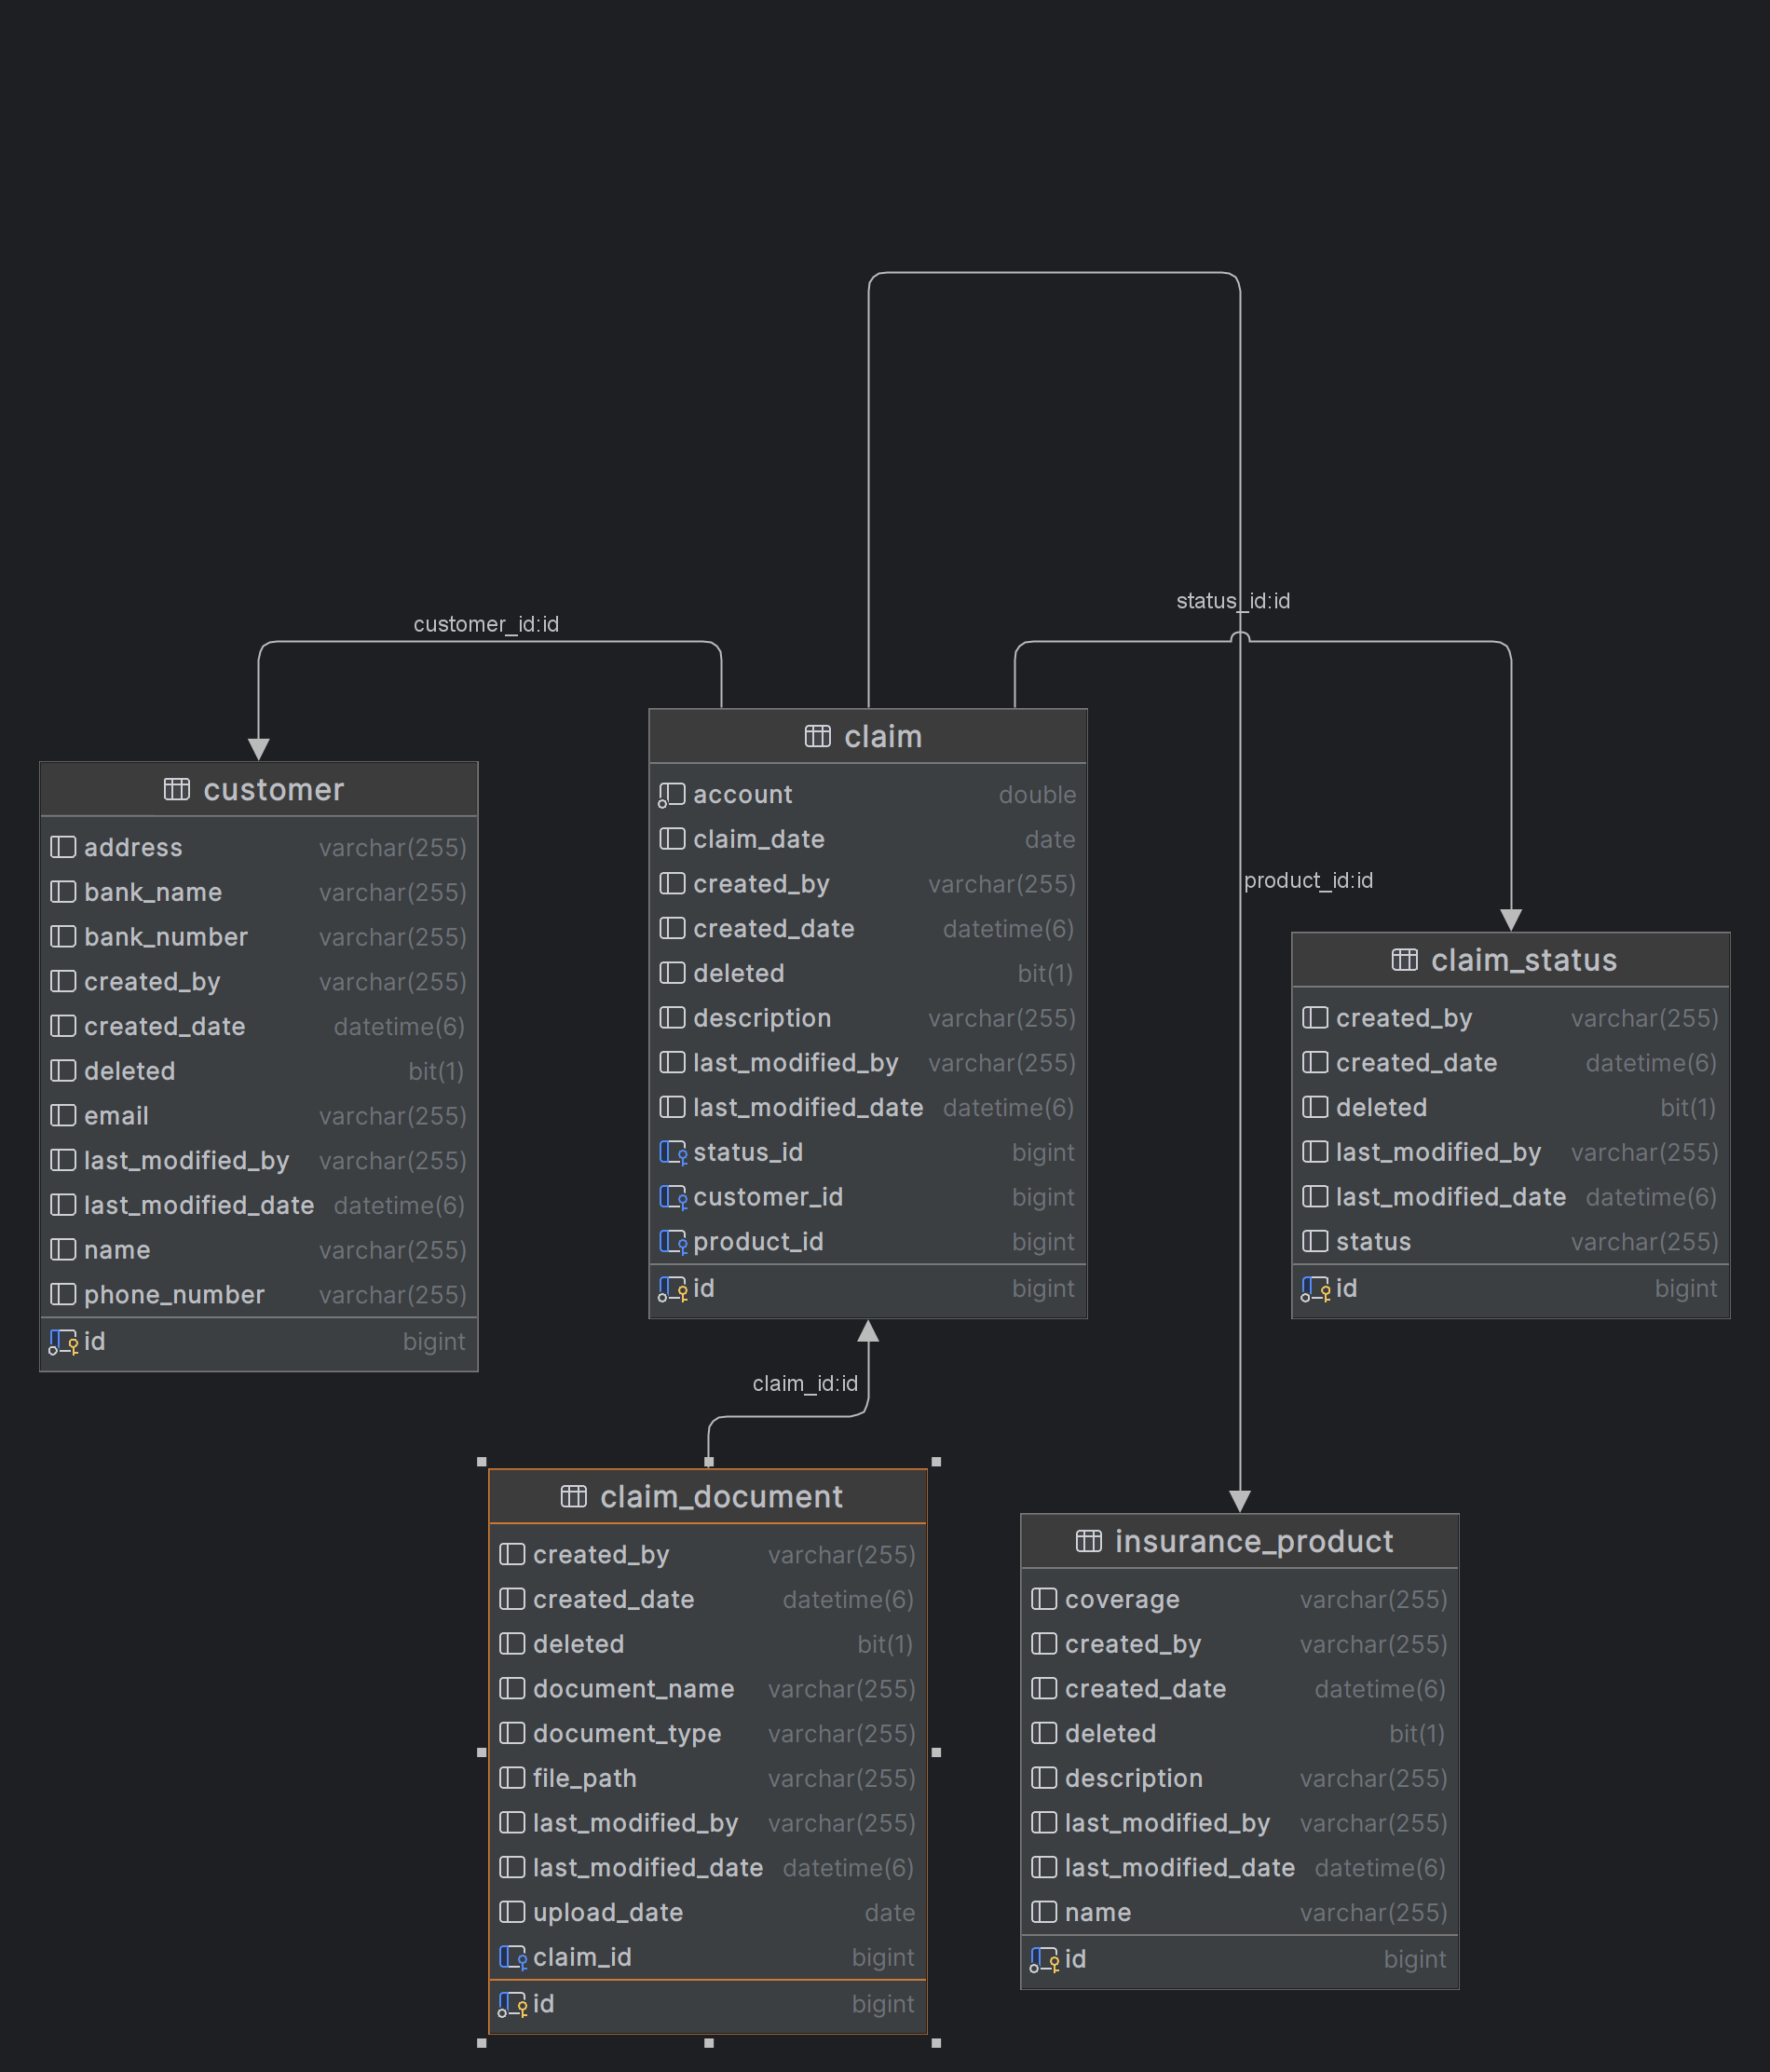 customer_id:id
status_id:id
product_id:id
claim_id:id
customer
address varchar(255)
bank_name varchar(255)
bank_number varchar(255)
created_by varchar(255)
created_date datetime(6)
deleted bit(1)
email varchar(255)
last_modified_by varchar(255)
last_modified_date datetime(6)
name varchar(255)
phone_number varchar(255)
id bigint
claim
account double
claim_date date
created_by varchar(255)
created_date datetime(6)
deleted bit(1)
description varchar(255)
last_modified_by varchar(255)
last_modified_date datetime(6)
status_id bigint
customer_id bigint
product_id bigint
id bigint
claim_status
created_by varchar(255)
created_date datetime(6)
deleted bit(1)
last_modified_by varchar(255)
last_modified_date datetime(6)
status varchar(255)
id bigint
claim_document
created_by varchar(255)
created_date datetime(6)
deleted bit(1)
document_name varchar(255)
document_type varchar(255)
file_path varchar(255)
last_modified_by varchar(255)
last_modified_date datetime(6)
upload_date date
claim_id bigint
id bigint
insurance_product
coverage varchar(255)
created_by varchar(255)
created_date datetime(6)
deleted bit(1)
description varchar(255)
last_modified_by varchar(255)
last_modified_date datetime(6)
name varchar(255)
id bigint